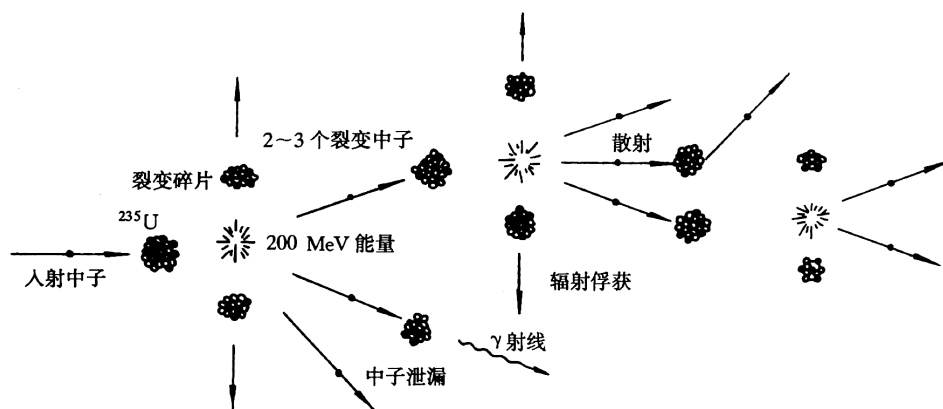 2～3 个裂变中子
散射
裂变碎片
²³⁵U
200 MeV 能量
入射中子
辐射俘获
γ 射线
中子泄漏